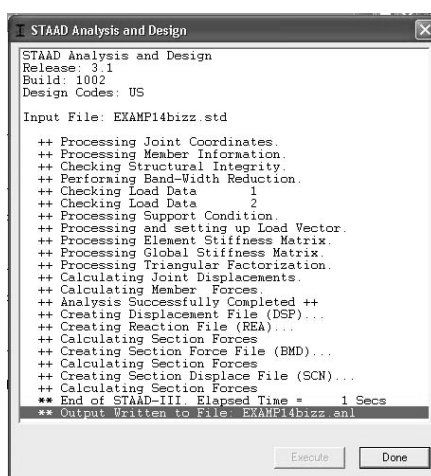 STAAD Analysis and Design
STAAD Analysis and Design
Release: 3.1
Build: 1002
Design Codes: US
Input File: EXAMP14bizz.std
++ Processing Joint Coordinates.
++ Processing Member Information.
++ Checking Structural Integrity.
++ Performing Band-Width Reduction.
++ Checking Load Data 1
++ Checking Load Data 2
++ Processing Support Condition.
++ Processing and setting up Load Vector.
++ Processing Element Stiffness Matrix.
++ Processing Global Stiffness Matrix.
++ Processing Triangular Factorization.
++ Calculating Joint Displacements.
++ Calculating Member Forces.
++ Analysis Successfully Completed ++
++ Creating Displacement File (DSP)...
++ Creating Reaction File (REA)...
++ Calculating Section Forces
++ Creating Section Force File (BMD)...
++ Calculating Section Forces
++ Creating Section Displace File (SCN)...
++ Calculating Section Forces
** End of STAAD-III. Elapsed Time = 1 Secs
** Output Written to File: EXAMP14bizz.anl
Execute Done